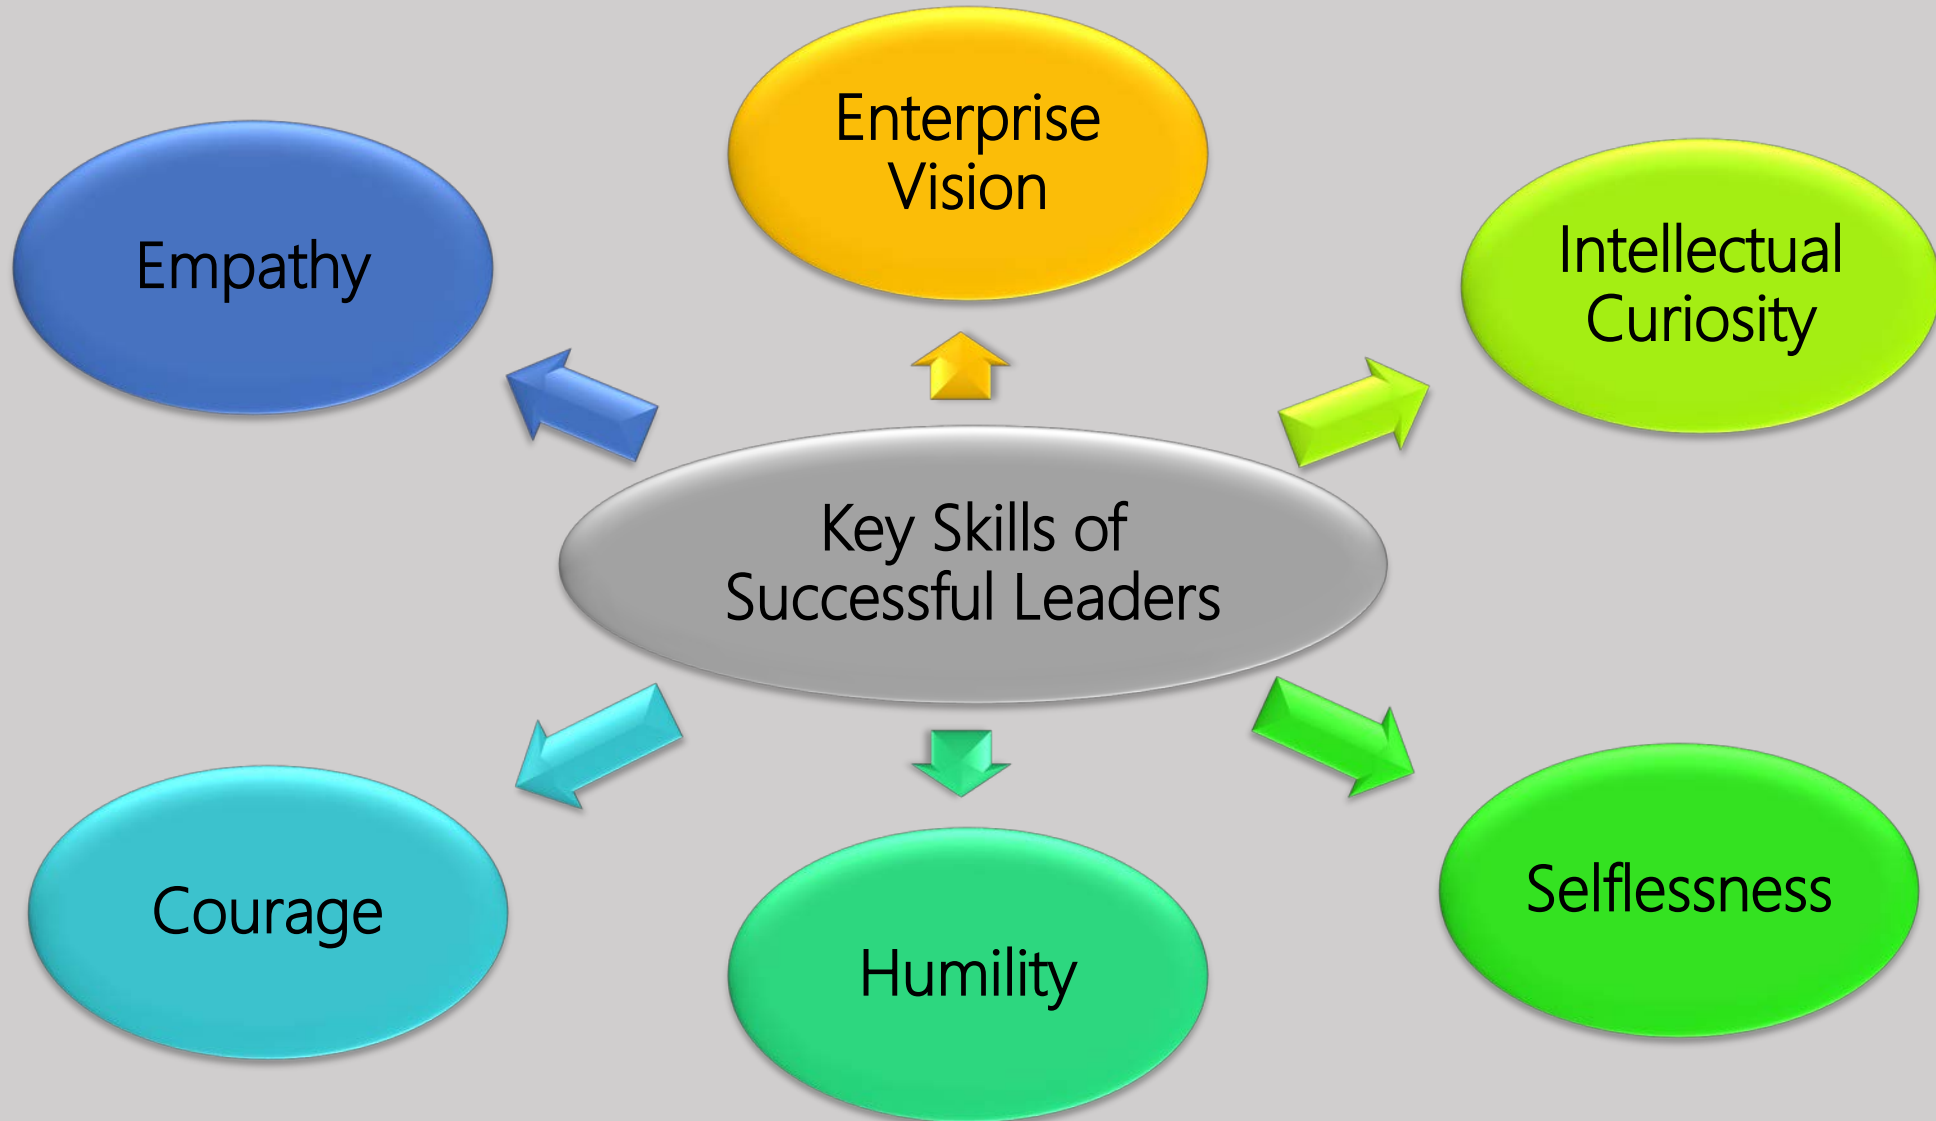 Enterprise
Vision
Empathy
Intellectual
Curiosity
Key Skills of
Successful Leaders
Courage
Humility
Selflessness